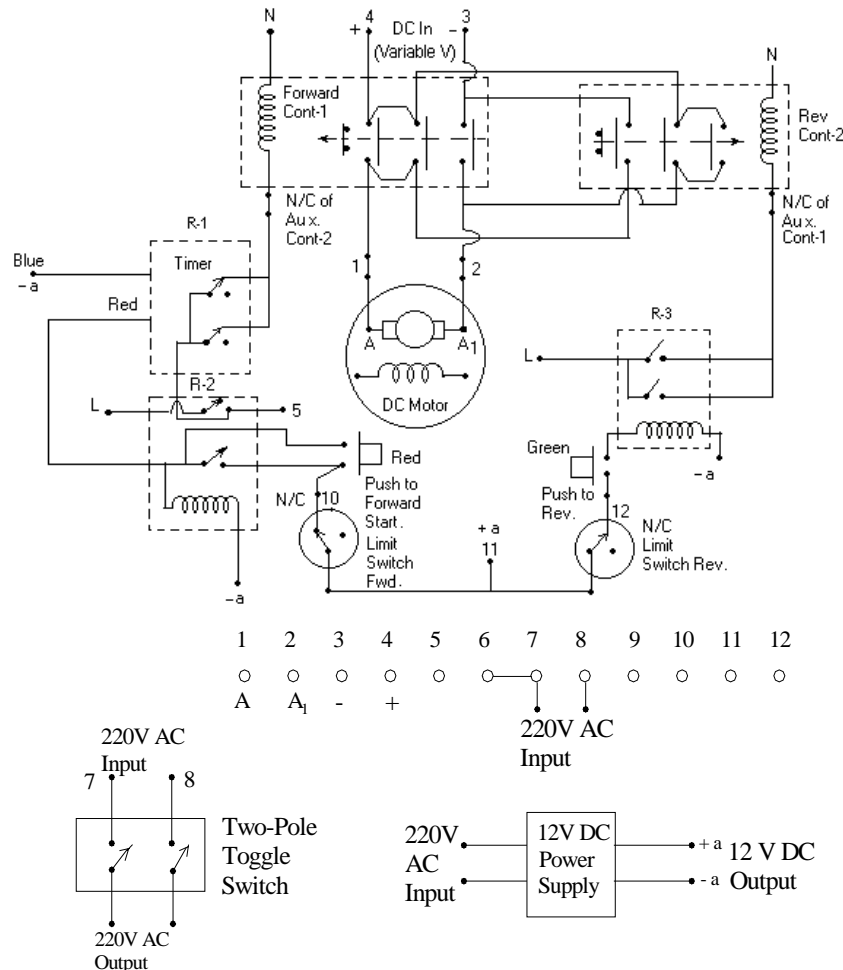 N
4
3
+
DC In
(Variable V)
-
N
Forward
Cont-1
Rev
Cont-2
N/C of
Aux.
Cont-2
N/C of
Aux.
Cont-1
R-1
Blue
-a
Timer
Red
1
2
A
A1
DC Motor
R-3
L
R-2
L
5
Red
Push to
Forward
Start.
N/C
10
Limit
Switch
Fwd.
-a
+a
11
Green
Push to
Rev.
12
-a
N/C
Limit
Switch Rev.
1 2 3 4 5 6 7 8 9 10 11 12
A A1 - +
220V AC
Input
220V AC
Input
7 8
Two-Pole
Toggle
Switch
220V AC
Output
220V
AC
Input
12V DC
Power
Supply
+ a
- a
12 V DC
Output